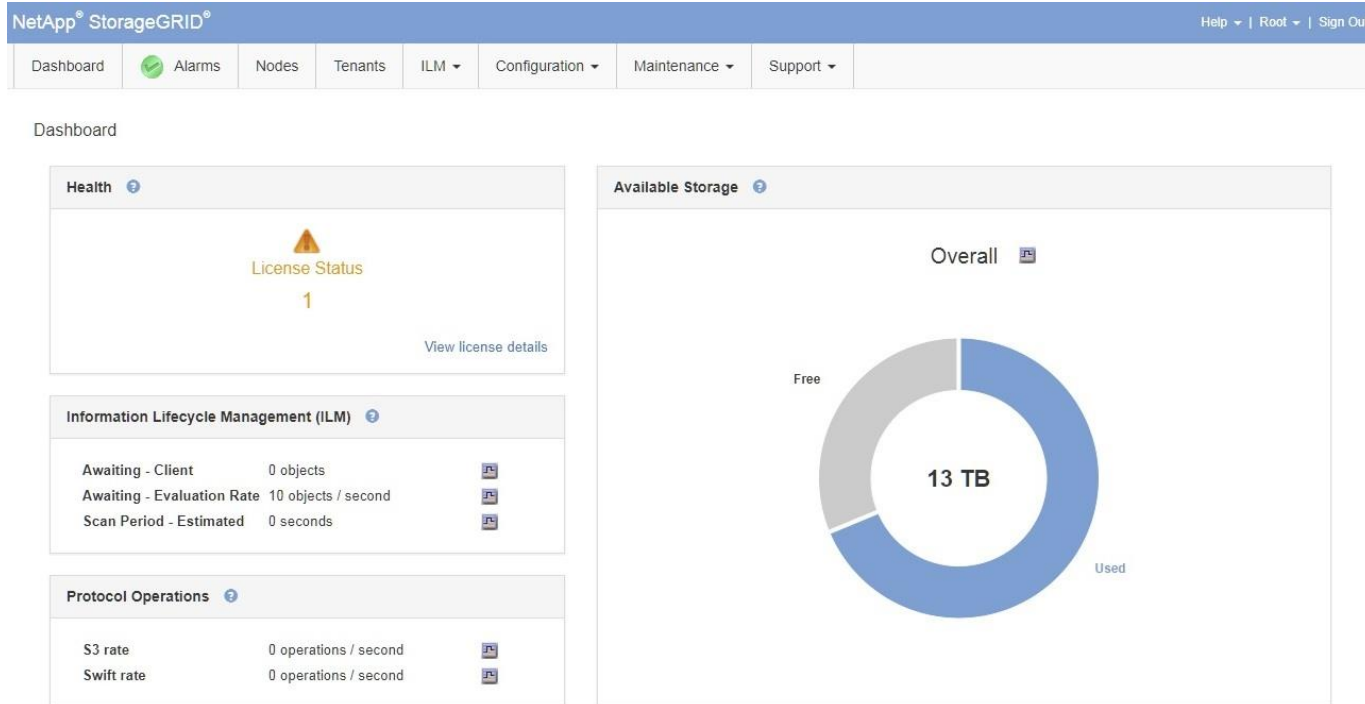 NetApp® StorageGRID®
Help | Root | Sign Ou
Dashboard Alarms Nodes Tenants ILM Configuration Maintenance Support
Dashboard
Health
License Status
1
View license details
Information Lifecycle Management (ILM)
Awaiting - Client 0 objects
Awaiting - Evaluation Rate 10 objects / second
Scan Period - Estimated 0 seconds
Protocol Operations
S3 rate 0 operations / second
Swift rate 0 operations / second
Available Storage
Overall
Free
13 TB
Used